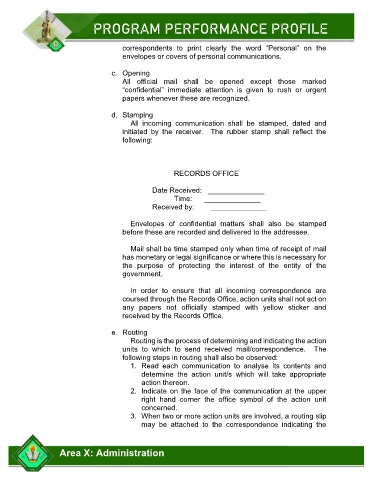 PROGRAM PERFORMANCE PROFILE
correspondents to print clearly the word "Personal" on the
envelopes or covers of personal communications.
c. Opening
All official mail shall be opened except those marked
"confidential" immediate attention is given to rush or urgent
papers whenever these are recognized.
d. Stamping
All incoming communication shall be stamped, dated and
initiated by the receiver. The rubber stamp shall reflect the
following:
RECORDS OFFICE
Date Received: ______________
Time: ______________
Received by: ______________
Envelopes of confidential matters shall also be stamped
before these are recorded and delivered to the addressee.
Mail shall be time stamped only when time of receipt of mail
has monetary or legal significance or where this is necessary for
the purpose of protecting the interest of the entity of the
government.
In order to ensure that all incoming correspondence are
coursed through the Records Office, action units shall not act on
any papers not officially stamped with yellow sticker and
received by the Records Office.
e. Routing
Routing is the process of determining and indicating the action
units to which to send received mail/correspondence. The
following steps in routing shall also be observed:
1. Read each communication to analyse its contents and
determine the action unit/s which will take appropriate
action thereon.
2. Indicate on the face of the communication at the upper
right hand corner the office symbol of the action unit
concerned.
3. When two or more action units are involved, a routing slip
may be attached to the correspondence indicating the
Area X: Administration